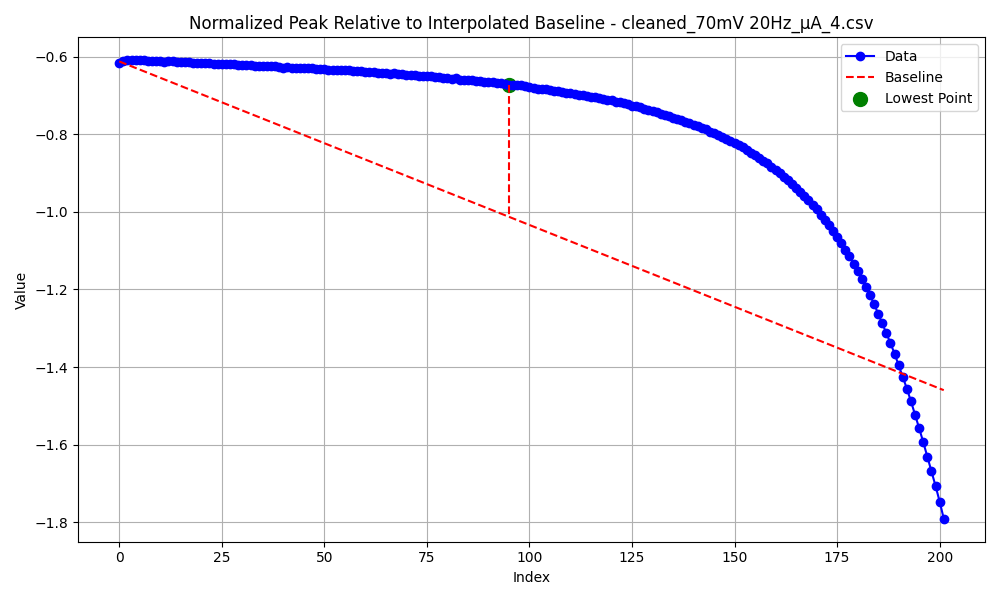 Normalized Peak Relative to Interpolated Baseline - cleaned_70mV 20Hz_µA_4.csv
Data
Baseline
Lowest Point
−0.6
−0.8
−1.0
−1.2
−1.4
−1.6
−1.8
Value
0
25
50
75
100
125
150
175
200
Index